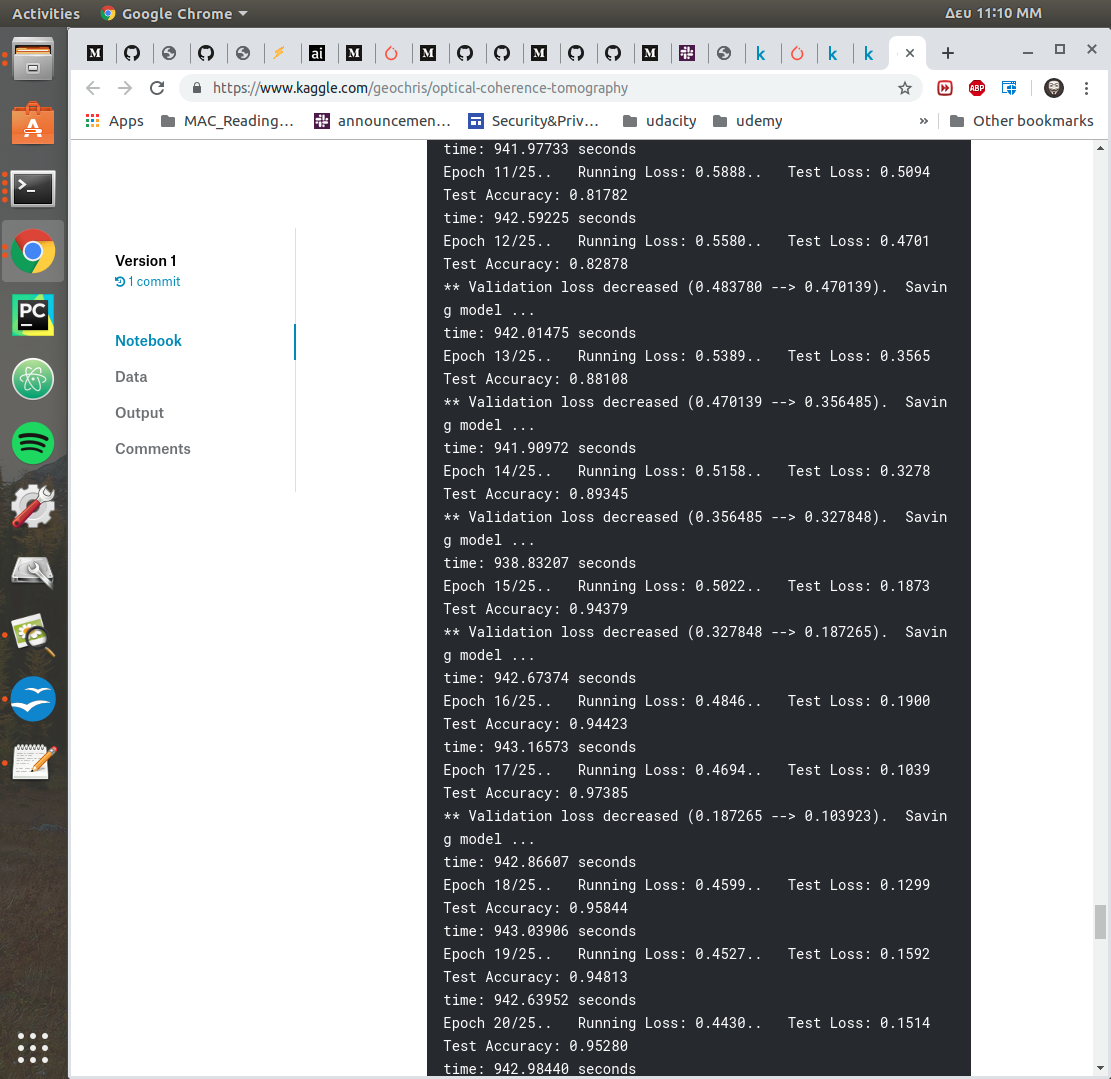 Activities
Google Chrome
Δευ 11:10 ΜΜ
https://www.kaggle.com/geochris/optical-coherence-tomography
ABP
Apps
MAC_Reading...
announcemen...
Security&Priv...
udacity
udemy
»
Other bookmarks
PC
Version 1
1 commit
Notebook
Data
Output
Comments
time: 941.97733 seconds
Epoch 11/25.. Running Loss: 0.5888.. Test Loss: 0.5094
Test Accuracy: 0.81782
time: 942.59225 seconds
Epoch 12/25.. Running Loss: 0.5580.. Test Loss: 0.4701
Test Accuracy: 0.82878
** Validation loss decreased (0.483780 --> 0.470139). Savin
g model ...
time: 942.01475 seconds
Epoch 13/25.. Running Loss: 0.5389.. Test Loss: 0.3565
Test Accuracy: 0.88108
** Validation loss decreased (0.470139 --> 0.356485). Savin
g model ...
time: 941.90972 seconds
Epoch 14/25.. Running Loss: 0.5158.. Test Loss: 0.3278
Test Accuracy: 0.89345
** Validation loss decreased (0.356485 --> 0.327848). Savin
g model ...
time: 938.83207 seconds
Epoch 15/25.. Running Loss: 0.5022.. Test Loss: 0.1873
Test Accuracy: 0.94379
** Validation loss decreased (0.327848 --> 0.187265). Savin
g model ...
time: 942.67374 seconds
Epoch 16/25.. Running Loss: 0.4846.. Test Loss: 0.1900
Test Accuracy: 0.94423
time: 943.16573 seconds
Epoch 17/25.. Running Loss: 0.4694.. Test Loss: 0.1039
Test Accuracy: 0.97385
** Validation loss decreased (0.187265 --> 0.103923). Savin
g model ...
time: 942.86607 seconds
Epoch 18/25.. Running Loss: 0.4599.. Test Loss: 0.1299
Test Accuracy: 0.95844
time: 943.03906 seconds
Epoch 19/25.. Running Loss: 0.4527.. Test Loss: 0.1592
Test Accuracy: 0.94813
time: 942.63952 seconds
Epoch 20/25.. Running Loss: 0.4430.. Test Loss: 0.1514
Test Accuracy: 0.95280
time: 942.98440 seconds